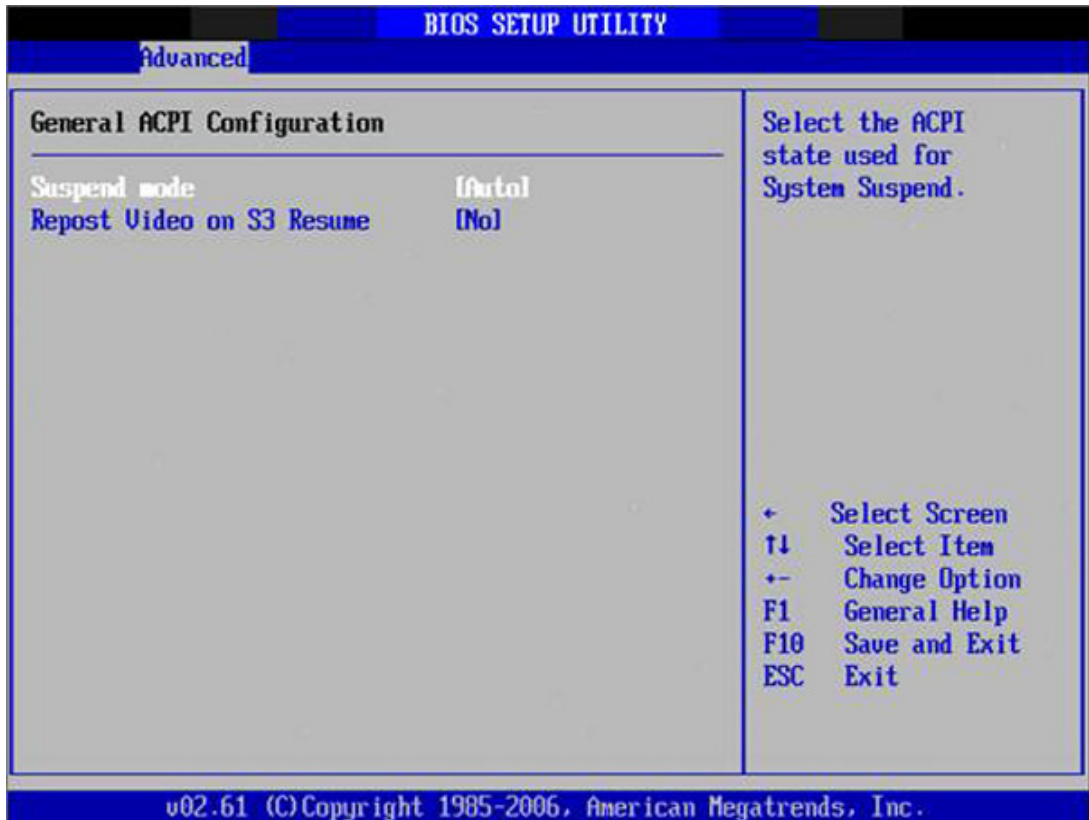 BIOS SETUP UTILITY
Advanced
General ACPI Configuration
Suspend mode [Auto]
Repost Video on S3 Resume [No]
Select the ACPI
state used for
System Suspend.
← Select Screen
↑↓ Select Item
+- Change Option
F1 General Help
F10 Save and Exit
ESC Exit
v02.61 (C)Copyright 1985-2006, American Megatrends, Inc.